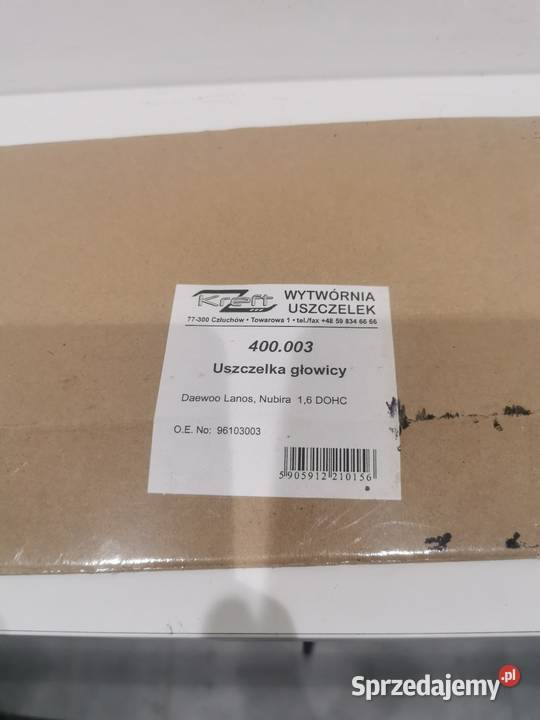 Kreft
WYTWÓRNIA
USZCZELEK
77-300 Człuchów • Towarowa 1 • tel./fax +48 59 834 66 66
400.003
Uszczelka głowicy
Daewoo Lanos, Nubira 1,6 DOHC
O.E. No: 96103003
5 905912 210156
Sprzedajemy.pl